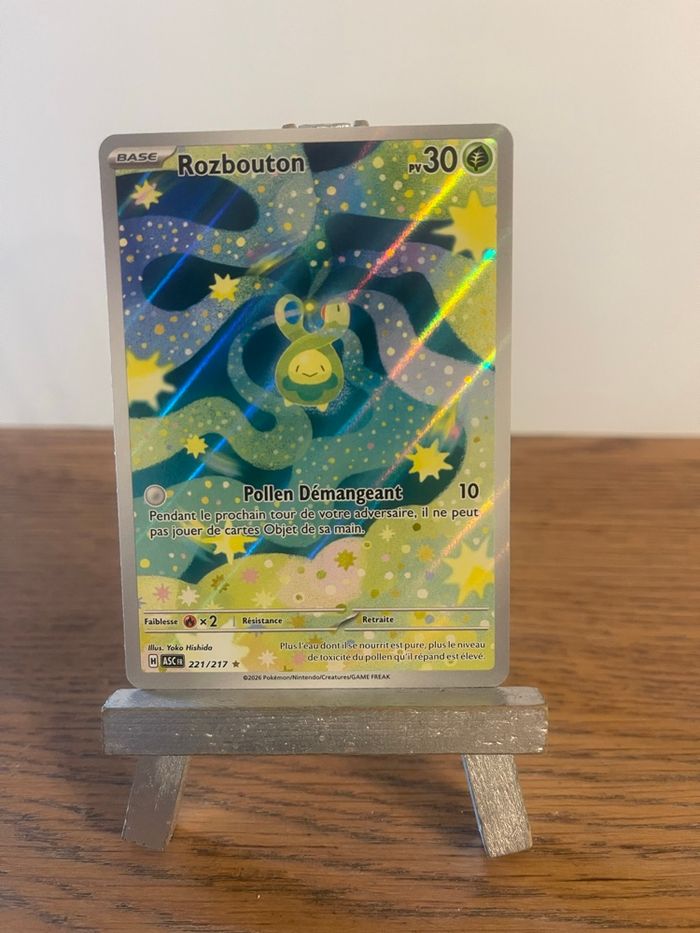 BASE Rozbouton PV30
Pollen Démangeant 10
Pendant le prochain tour de votre adversaire, il ne peut
pas jouer de cartes Objet de sa main.
Faiblesse ×2 Résistance Retraite
Illus. Yoko Hishida
H ASC FR 221/217 ★
Plus l'eau dont il se nourrit est pure, plus le niveau
de toxicité du pollen qu'il répand est élevé.
©2026 Pokémon/Nintendo/Creatures/GAME FREAK